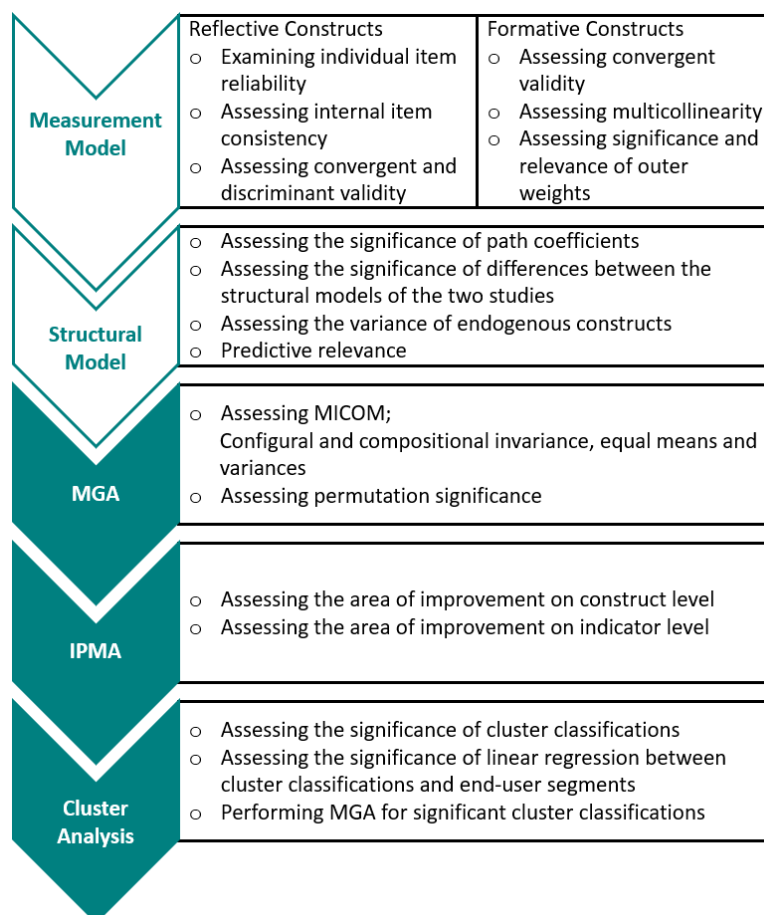 Measurement
Model
Reflective Constructs
o Examining individual item
reliability
o Assessing internal item
consistency
o Assessing convergent and
discriminant validity
Formative Constructs
o Assessing convergent
validity
o Assessing multicollinearity
o Assessing significance and
relevance of outer
weights
Structural
Model
o Assessing the significance of path coefficients
o Assessing the significance of differences between the
structural models of the two studies
o Assessing the variance of endogenous constructs
o Predictive relevance
MGA
o Assessing MICOM;
Configural and compositional invariance, equal means and
variances
o Assessing permutation significance
IPMA
o Assessing the area of improvement on construct level
o Assessing the area of improvement on indicator level
Cluster
Analysis
o Assessing the significance of cluster classifications
o Assessing the significance of linear regression between
cluster classifications and end-user segments
o Performing MGA for significant cluster classifications